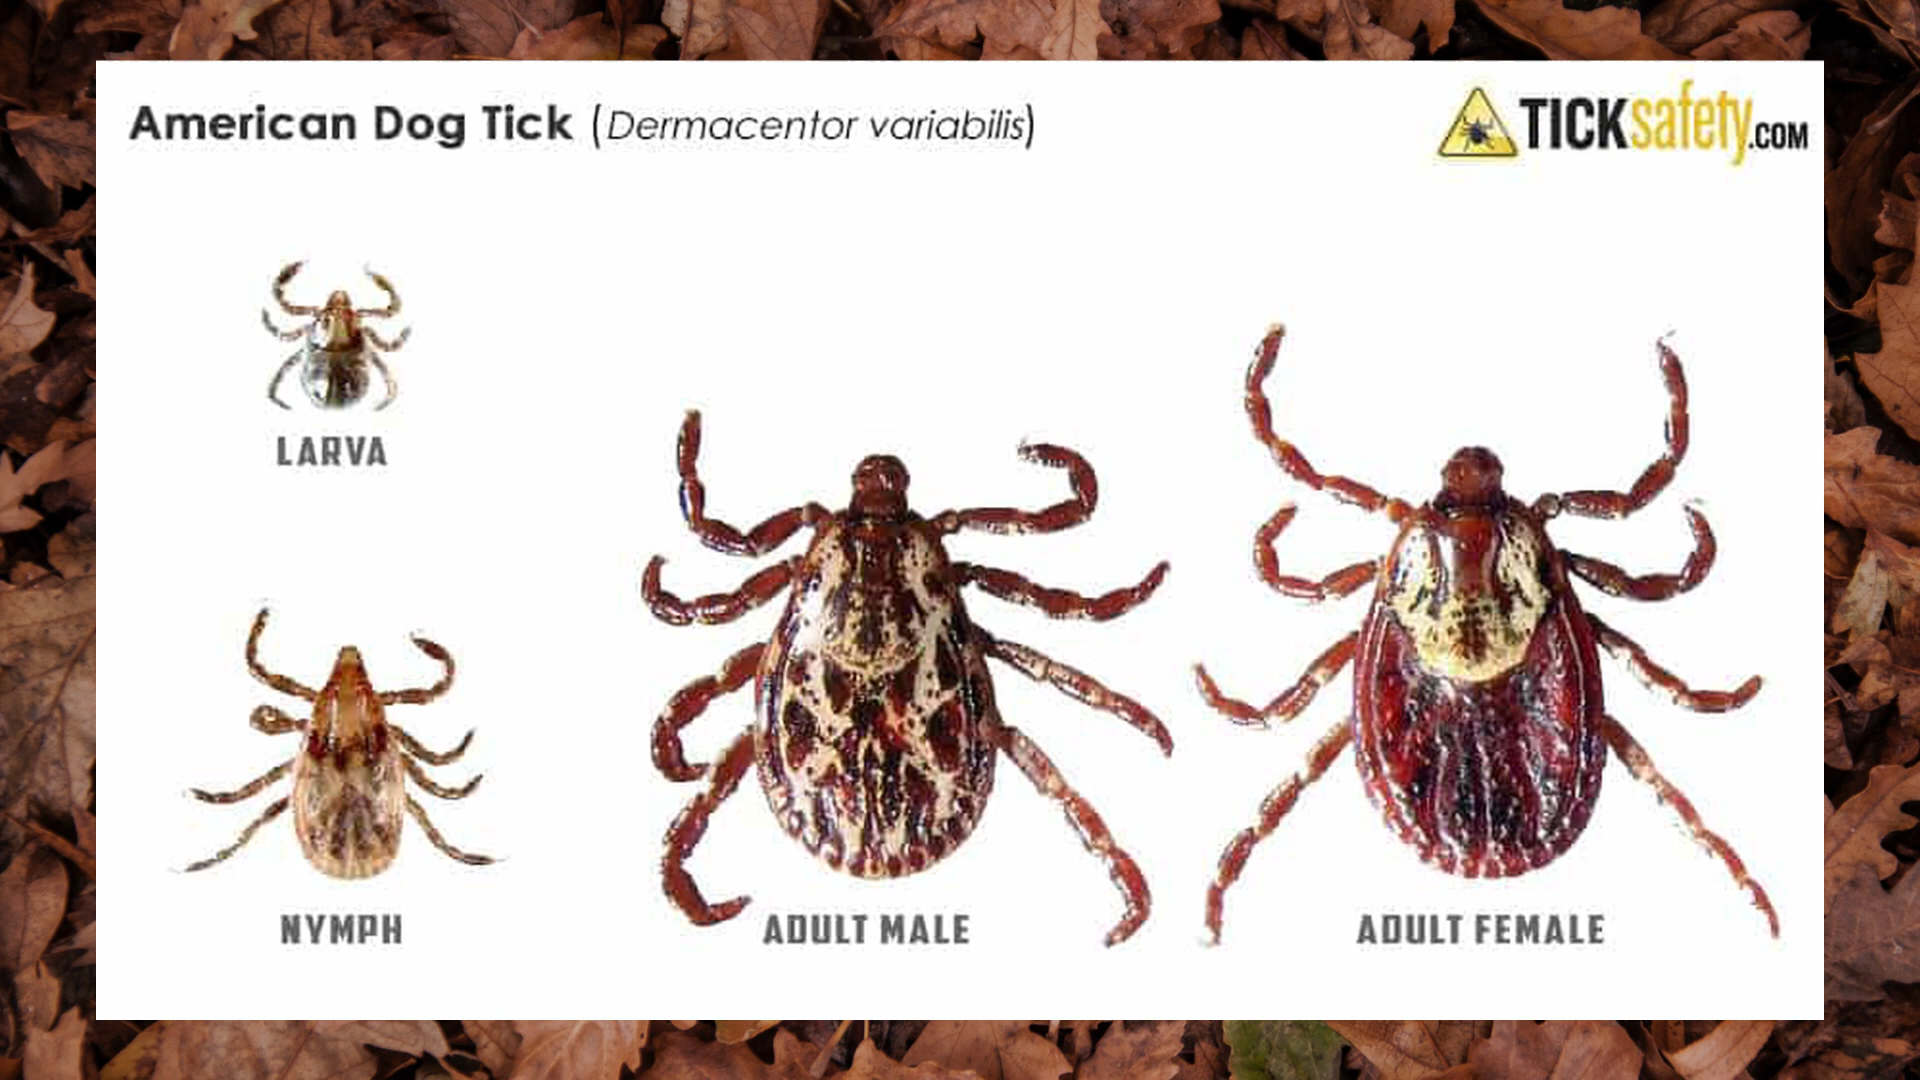 American Dog Tick (Dermacentor variabilis)
TICKsafety.COM
LARVA
NYMPH
ADULT MALE
ADULT FEMALE